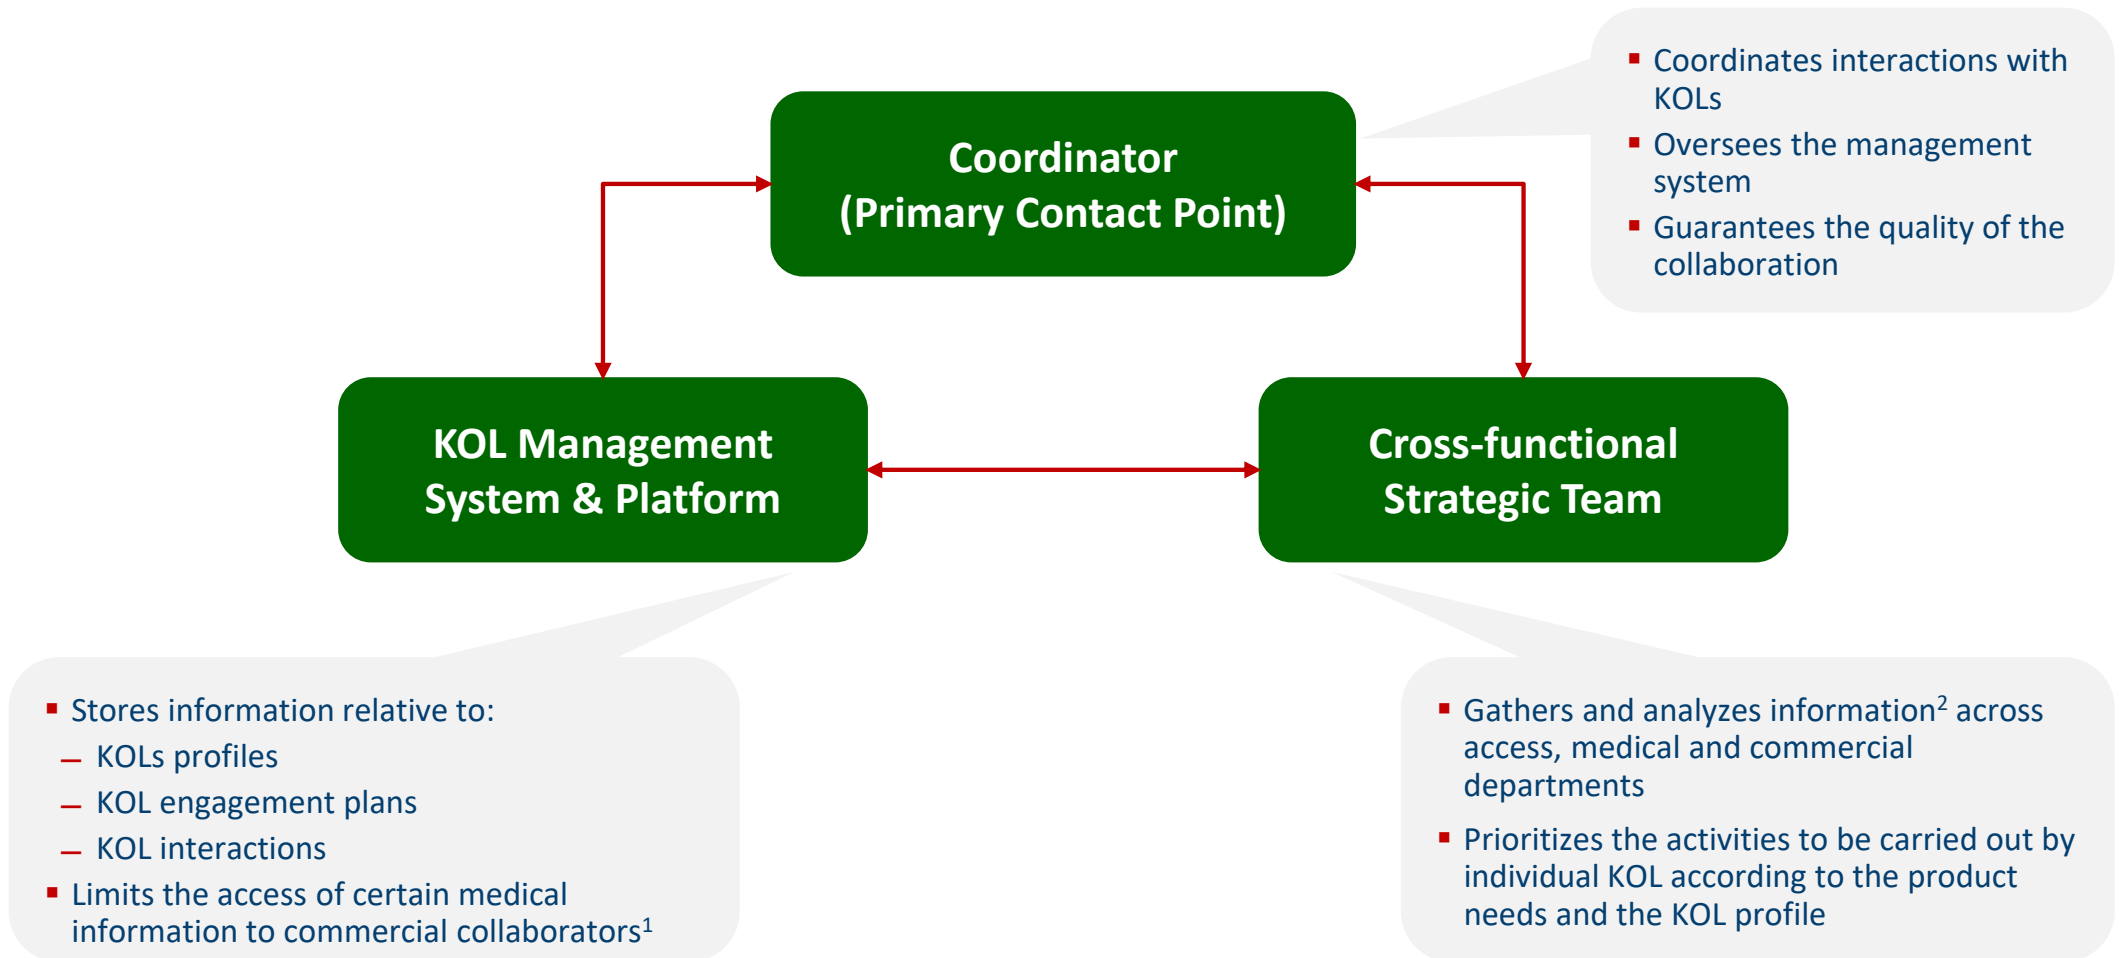 Coordinates interactions with
KOLs
Oversees the management
system
Guarantees the quality of the
collaboration
Coordinator
(Primary Contact Point)
KOL Management
System & Platform
Cross-functional
Strategic Team
Stores information relative to:
KOLs profiles
KOL engagement plans
KOL interactions
Limits the access of certain medical
information to commercial collaborators1
Gathers and analyzes information2 across
access, medical and commercial
departments
Prioritizes the activities to be carried out by
individual KOL according to the product
needs and the KOL profile